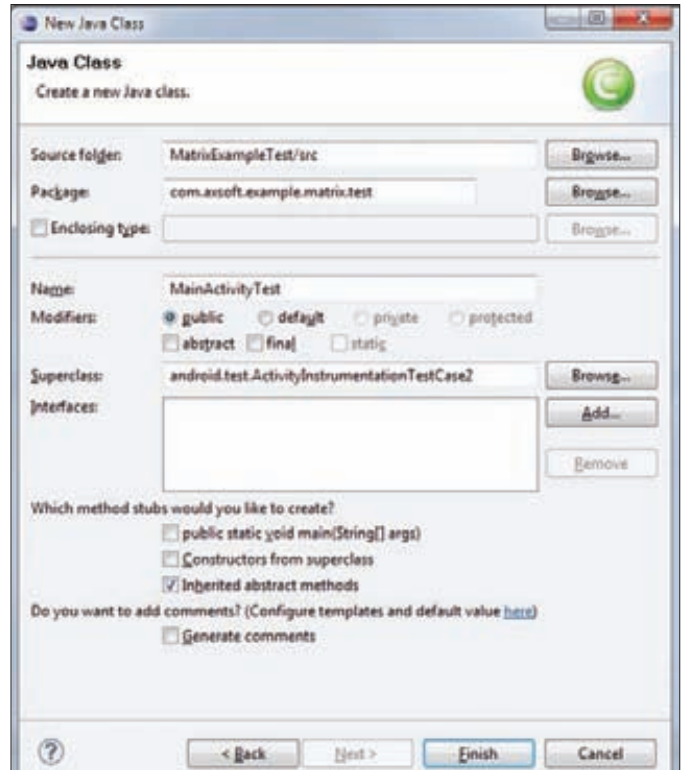 New Java Class
Java Class
Create a new Java class.
Source folder: MatrixExampleTest/src Browse...
Package: com.axsoft.example.matrix.test Browse...
Enclosing type: Browse...
Name: MainActivityTest
Modifiers: public default private protected
abstract final static
Superclass: android.test.ActivityInstrumentationTestCase2 Browse...
Interfaces: Add...
Remove
Which method stubs would you like to create?
public static void main(String[] args)
Constructors from superclass
Inherited abstract methods
Do you want to add comments? (Configure templates and default value here)
Generate comments
? < Back Next > Finish Cancel